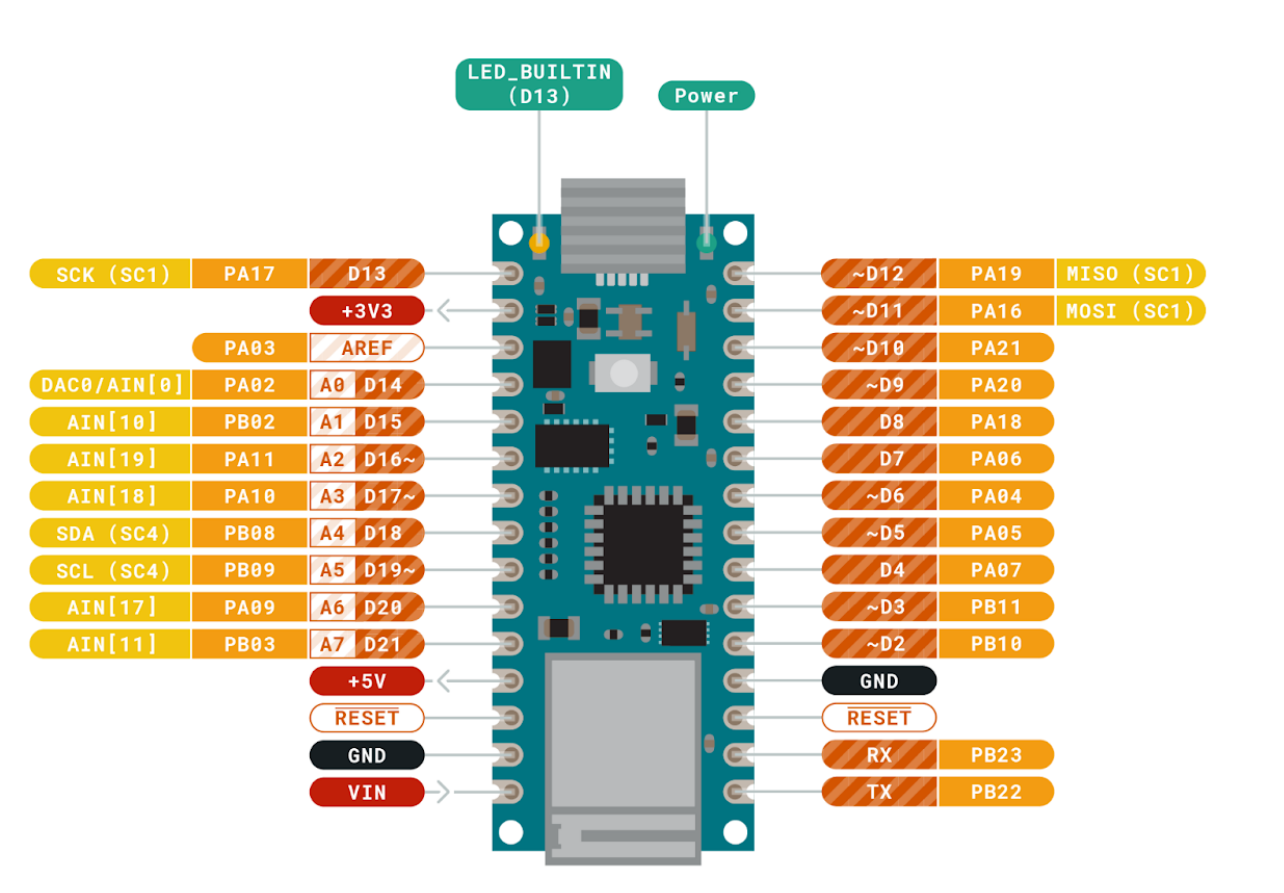 LED_BUILTIN
(D13)
Power
SCK (SC1) PA17 D13
+3V3
PA03 AREF
DAC0/AIN[0] PA02 A0 D14
AIN[10] PB02 A1 D15
AIN[19] PA11 A2 D16~
AIN[18] PA10 A3 D17~
SDA (SC4) PB08 A4 D18
SCL (SC4) PB09 A5 D19~
AIN[17] PA09 A6 D20
AIN[11] PB03 A7 D21
+5V
RESET
GND
VIN
~D12 PA19 MISO (SC1)
~D11 PA16 MOSI (SC1)
~D10 PA21
~D9 PA20
D8 PA18
D7 PA06
~D6 PA04
~D5 PA05
D4 PA07
~D3 PB11
~D2 PB10
GND
RESET
RX PB23
TX PB22